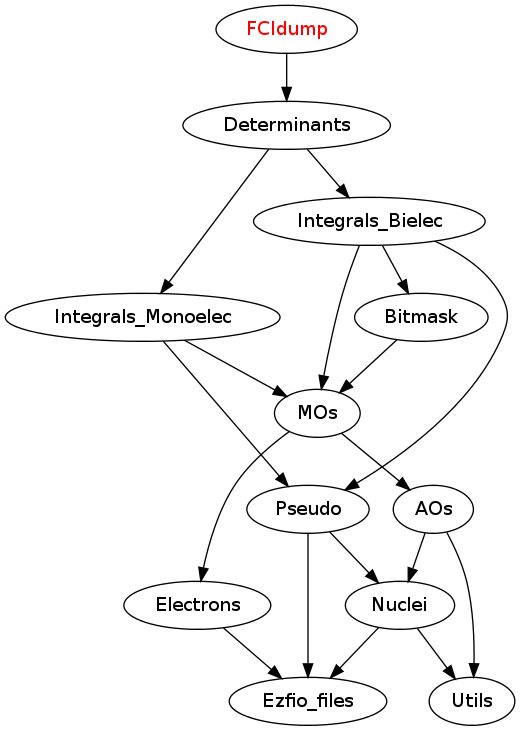 FCIdump
Determinants
Integrals_Bielec
Integrals_Monoelec
Bitmask
MOs
Pseudo
AOs
Electrons
Nuclei
Ezfio_files
Utils